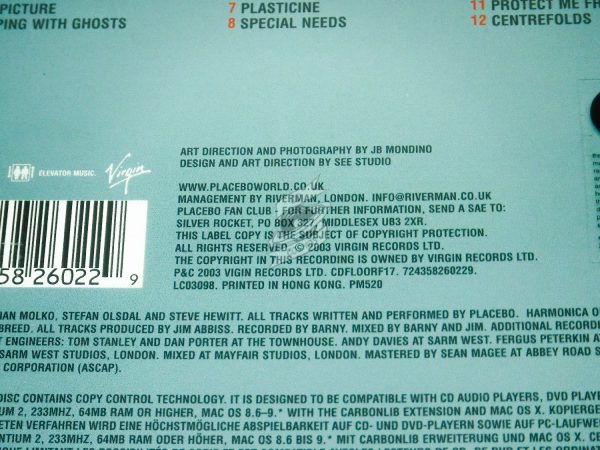 PICTURE
PING WITH GHOSTS
7 PLASTICINE
8 SPECIAL NEEDS
11 PROTECT ME FR
12 CENTREFOLDS
ART DIRECTION AND PHOTOGRAPHY BY JB MONDINO
DESIGN AND ART DIRECTION BY SEE STUDIO
ELEVATOR MUSIC.
Virgin
WWW.PLACEBOWORLD.CO.UK
MANAGEMENT BY RIVERMAN, LONDON. INFO@RIVERMAN.CO.UK
PLACEBO FAN CLUB - FOR FURTHER INFORMATION, SEND A SAE TO:
SILVER ROCKET, PO BOX 327, MIDDLESEX UB3 2XR.
THIS LABEL COPY IS THE SUBJECT OF COPYRIGHT PROTECTION.
ALL RIGHTS RESERVED, © 2003 VIRGIN RECORDS LTD.
THE COPYRIGHT IN THIS RECORDING IS OWNED BY VIRGIN RECORDS LTD.
P&C 2003 VIGIN RECORDS LTD. CDFLOORF17. 724358260229.
LC03098. PRINTED IN HONG KONG. PM520
58 26022 9
IAN MOLKO, STEFAN OLSDAL AND STEVE HEWITT. ALL TRACKS WRITTEN AND PERFORMED BY PLACEBO. HARMONICA O
BREED. ALL TRACKS PRODUCED BY JIM ABBISS. RECORDED BY BARNY. MIXED BY BARNY AND JIM. ADDITIONAL RECORD
T ENGINEERS: TOM STANLEY AND DAN PORTER AT THE TOWNHOUSE. ANDY DAVIES AT SARM WEST. FERGUS PETERKIN AT
SARM WEST STUDIOS, LONDON. MIXED AT MAYFAIR STUDIOS, LONDON. MASTERED BY SEAN MAGEE AT ABBEY ROAD S
CORPORATION (ASCAP).
DISC CONTAINS COPY CONTROL TECHNOLOGY. IT IS DESIGNED TO BE COMPATIBLE WITH CD AUDIO PLAYERS, DVD PLAYER
IUM 2, 233MHZ, 64MB RAM OR HIGHER, MAC OS 8.6-9.* WITH THE CARBONLIB EXTENSION AND MAC OS X. KOPIERGE
ETEN VERFAHREN WIRD EINE HÖCHSTMÖGLICHE ABSPIELBARKEIT AUF CD- UND DVD-PLAYERN SOWIE AUF PC-LAUFWE
NTIUM 2, 233MHZ, 64MB RAM ODER HÖHER, MAC OS 8.6 BIS 9.* MIT CARBONLIB ERWEITERUNG UND MAC OS X.